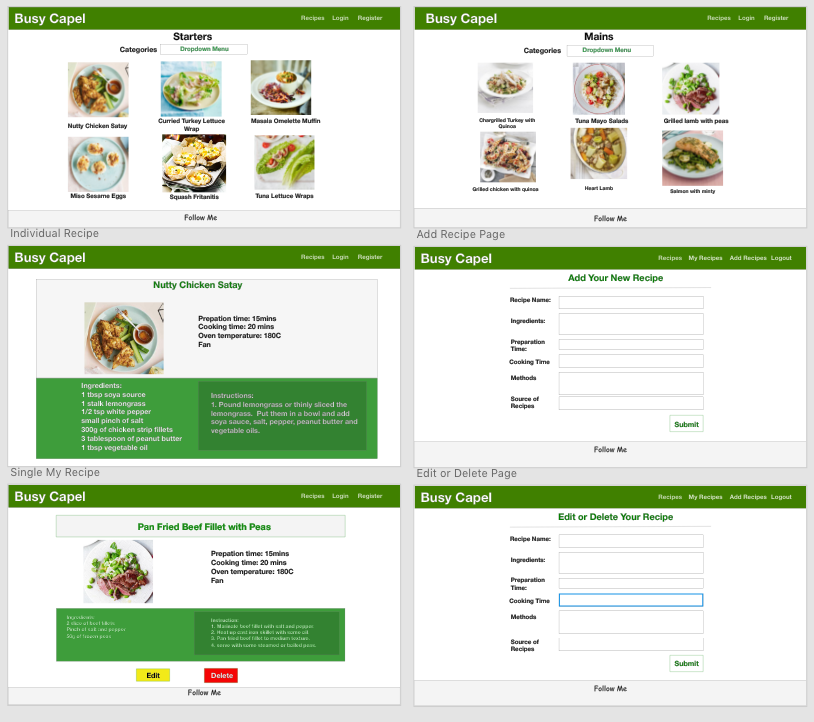 Busy Capel
Recipes Login Register
Starters
Categories Dropdown Menu
Nutty Chicken Satay
Curried Turkey Lettuce
Wrap
Masala Omelette Muffin
Miso Sesame Eggs
Squash Fritanitis
Tuna Lettuce Wraps
Follow Me
Busy Capel
Recipes Login Register
Mains
Categories Dropdown Menu
Chargrilled Turkey with
Quinoa
Tuna Mayo Salada
Grilled lamb with peas
Grilled chicken with quinoa
Heart Lamb
Salmon with minty
Follow Me
Individual Recipe
Busy Capel
Recipes Login Register
Nutty Chicken Satay
Prepation time: 15mins
Cooking time: 20 mins
Oven temperature: 180C
Fan
Ingredients:
1 tbsp soya source
1 stalk lemongrass
1/2 tsp white pepper
small pinch of salt
300g of chicken strip fillets
3 tablespoon of peanut butter
1 tbsp vegetable oil
Instructions:
1. Pound lemongrass or thinly sliced the
lemongrass. Put them in a bowl and add
soya sauce, salt, pepper, peanut butter and
vegetable oils.
Add Recipe Page
Busy Capel
Recipes My Recipes Add Recipes Logout
Add Your New Recipe
Recipe Name:
Ingredients:
Preparation
Time:
Cooking Time
Methods
Source of
Recipes
Submit
Follow Me
Single My Recipe
Busy Capel
Recipes Login Register
Pan Fried Beef Fillet with Peas
Prepation time: 15mins
Cooking time: 20 mins
Oven temperature: 180C
Fan
Ingredients:
2 slice of beef fillets
Pinch of salt and pepper
50g of frozen peas
Instruction:
1. Marinate beef fillet with salt and pepper.
2. Heat up cast iron skillet with some oil.
3. Pan fried beef fillet to medium texture.
4. serve with some steamed or boiled peas.
Edit Delete
Follow Me
Edit or Delete Page
Busy Capel
Recipes My Recipes Add Recipes Logout
Edit or Delete Your Recipe
Recipe Name:
Ingredients:
Preparation
Time:
Cooking Time
Methods
Source of
Recipes
Submit
Follow Me